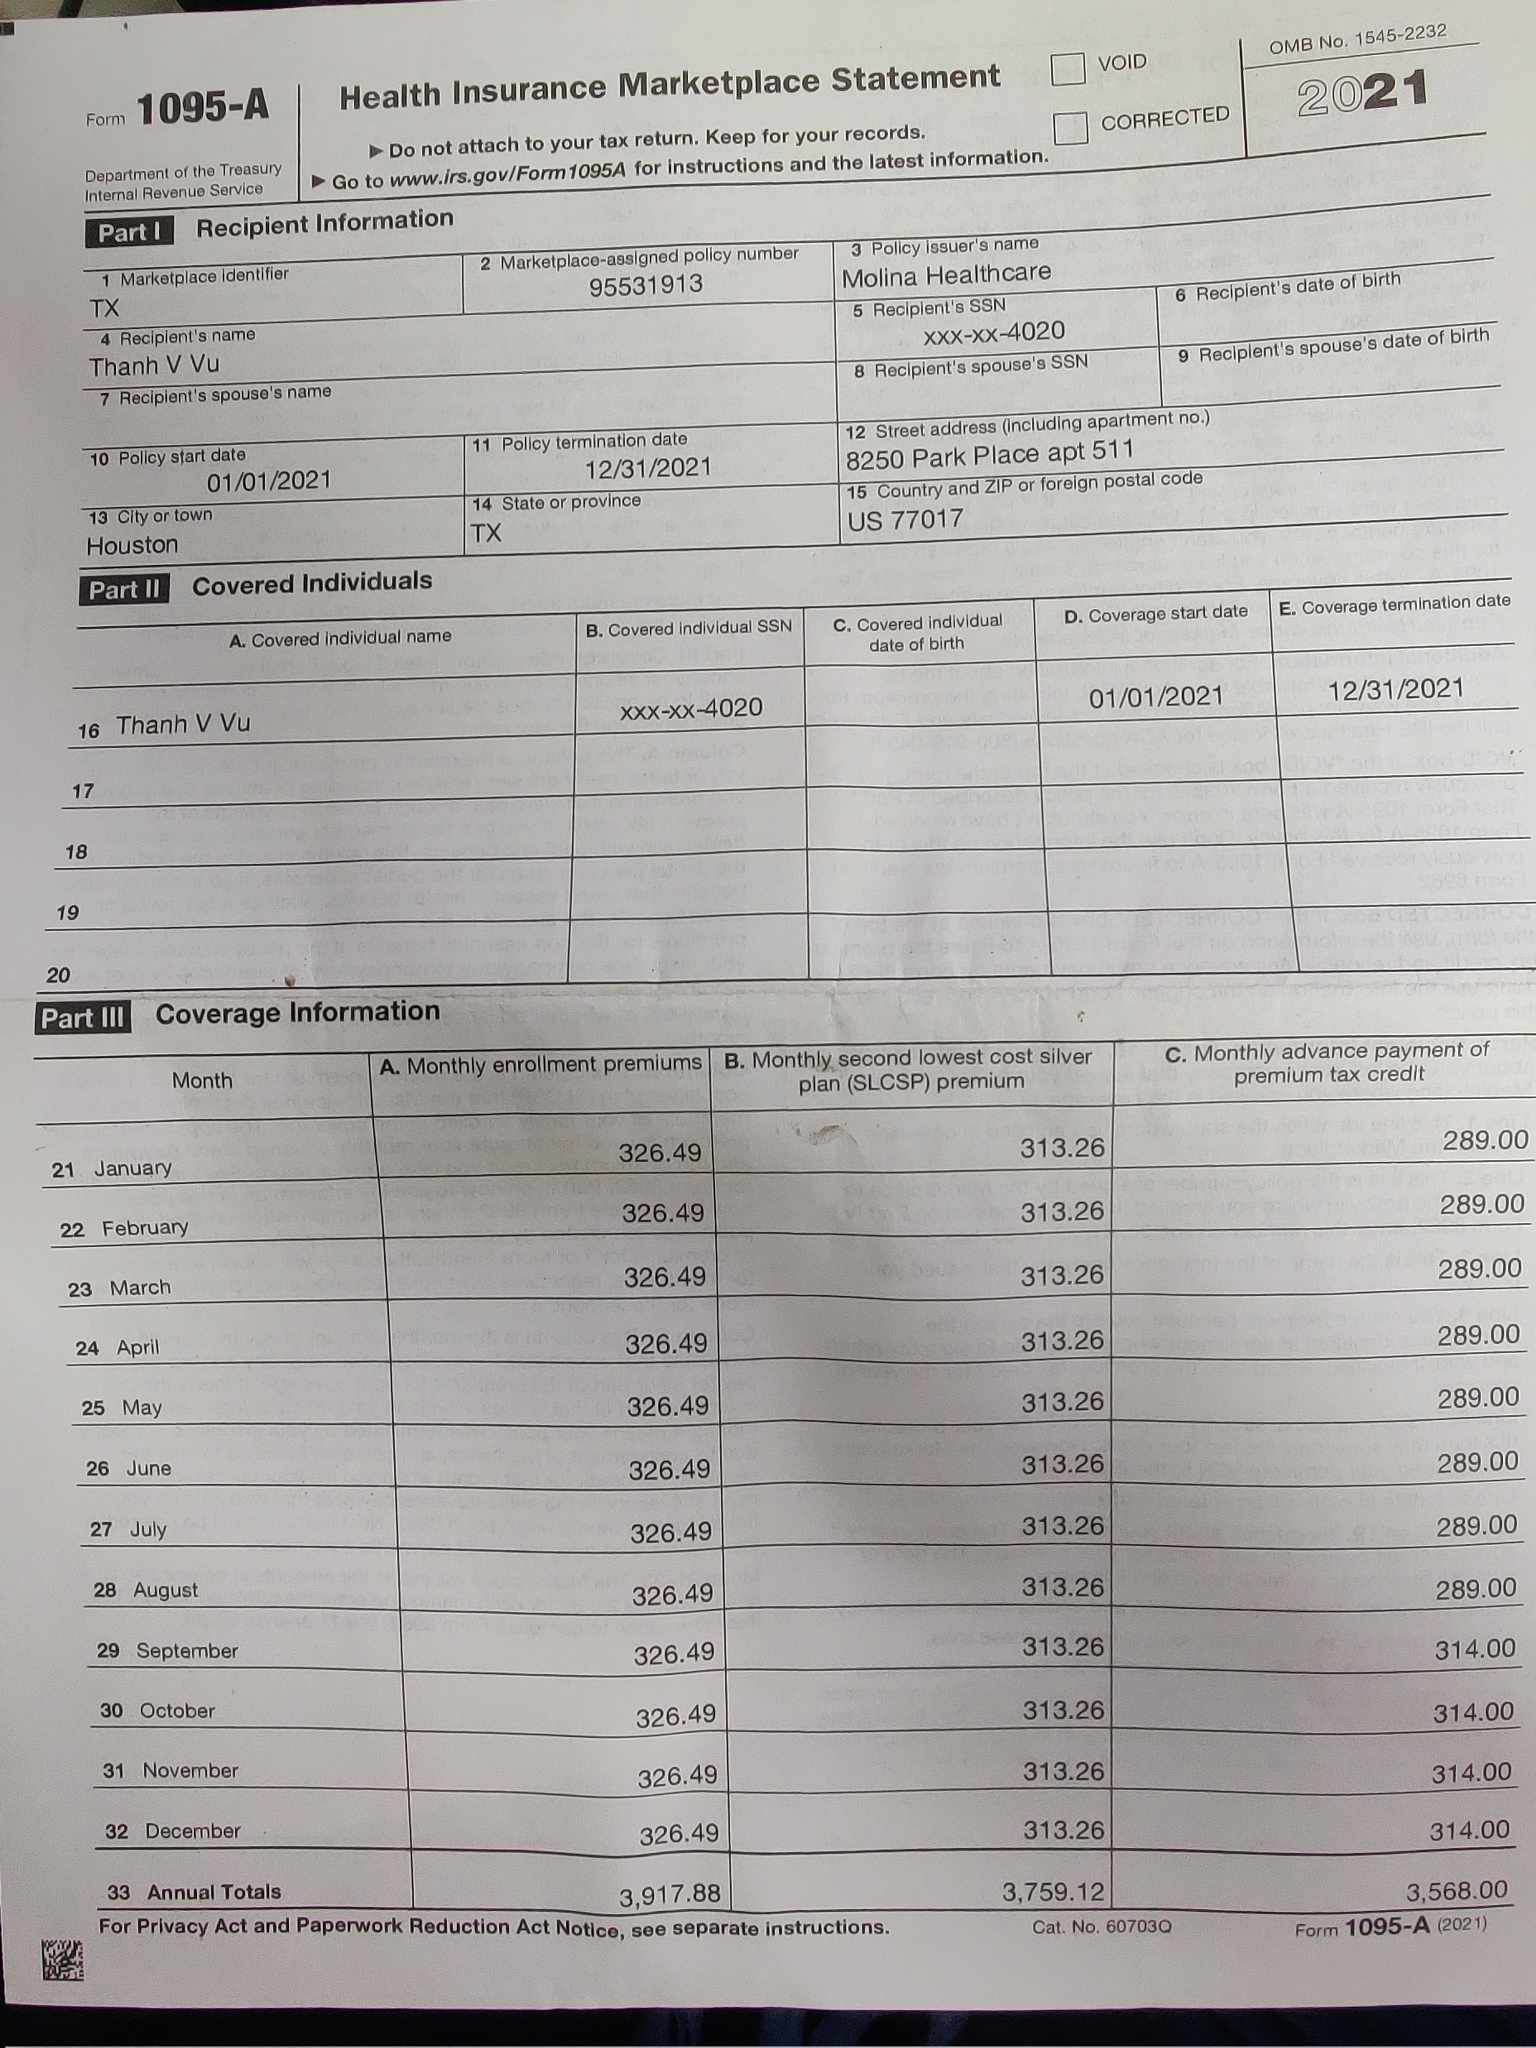 Form 1095-A
Department of the Treasury
Internal Revenue Service
Health Insurance Marketplace Statement
▶ Do not attach to your tax return. Keep for your records.
▶ Go to www.irs.gov/Form1095A for instructions and the latest information.
VOID
CORRECTED
OMB No. 1545-2232
2021
Part I Recipient Information
1 Marketplace identifier
TX
2 Marketplace-assigned policy number
95531913
3 Policy issuer's name
Molina Healthcare
4 Recipient's name
Thanh V Vu
5 Recipient's SSN
xxx-xx-4020
6 Recipient's date of birth
7 Recipient's spouse's name
8 Recipient's spouse's SSN
9 Recipient's spouse's date of birth
10 Policy start date
01/01/2021
11 Policy termination date
12/31/2021
12 Street address (including apartment no.)
8250 Park Place apt 511
13 City or town
Houston
14 State or province
TX
15 Country and ZIP or foreign postal code
US 77017
Part II Covered Individuals
A. Covered individual name
B. Covered individual SSN
C. Covered individual
date of birth
D. Coverage start date
E. Coverage termination date
16 Thanh V Vu xxx-xx-4020 01/01/2021 12/31/2021
17
18
19
20
Part III Coverage Information
Month
A. Monthly enrollment premiums
B. Monthly second lowest cost silver
plan (SLCSP) premium
C. Monthly advance payment of
premium tax credit
21 January 326.49 313.26 289.00
22 February 326.49 313.26 289.00
23 March 326.49 313.26 289.00
24 April 326.49 313.26 289.00
25 May 326.49 313.26 289.00
26 June 326.49 313.26 289.00
27 July 326.49 313.26 289.00
28 August 326.49 313.26 289.00
29 September 326.49 313.26 314.00
30 October 326.49 313.26 314.00
31 November 326.49 313.26 314.00
32 December 326.49 313.26 314.00
33 Annual Totals 3,917.88 3,759.12 3,568.00
For Privacy Act and Paperwork Reduction Act Notice, see separate instructions. Cat. No. 60703Q Form 1095-A (2021)